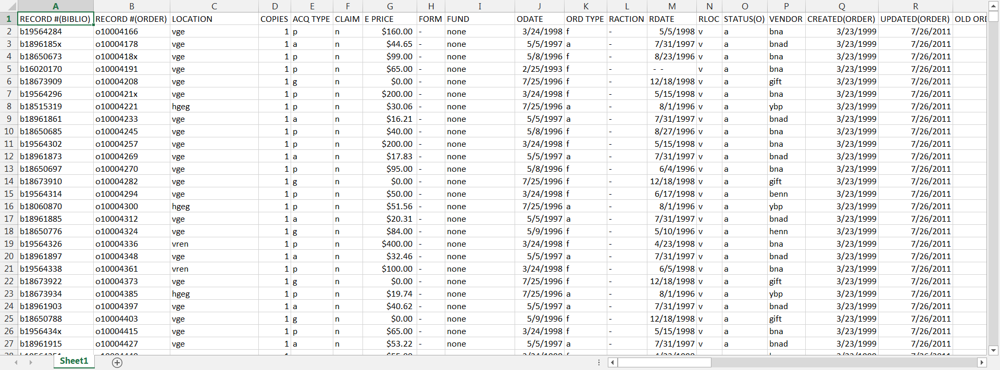 A B C D E F G H I J K L M N O P Q R
1 RECORD #(BIBLIO) RECORD #(ORDER) LOCATION COPIES ACQ TYPE CLAIM E PRICE FORM FUND ODATE ORD TYPE RACTION RDATE RLOC STATUS(O) VENDOR CREATED(ORDER) UPDATED(ORDER) OLD ORD
2 b19564284 o10004166 vge 1 p n $160.00 - none 3/24/1998 f - 5/5/1998 v a bna 3/23/1999 7/26/2011
3 b1896185x o10004178 vge 1 a n $44.65 - none 5/5/1997 a - 7/31/1997 v a bnad 3/23/1999 7/26/2011
4 b18650673 o1000418x vge 1 p n $99.00 - none 5/8/1996 f - 8/23/1996 v a bna 3/23/1999 7/26/2011
5 b16020170 o10004191 vge 1 p n $65.00 - none 2/25/1993 f - - - v a bna 3/23/1999 7/26/2011
6 b18673909 o10004208 vge 1 g n $0.00 - none 7/25/1996 f - 12/18/1998 v a gift 3/23/1999 7/26/2011
7 b19564296 o1000421x vge 1 p n $200.00 - none 3/24/1998 f - 5/15/1998 v a bna 3/23/1999 7/26/2011
8 b18515319 o10004221 hgeg 1 p n $30.06 - none 7/25/1996 a - 8/1/1996 v a ybp 3/23/1999 7/26/2011
9 b18961861 o10004233 vge 1 a n $16.21 - none 5/5/1997 a - 7/31/1997 v a bnad 3/23/1999 7/26/2011
10 b18650685 o10004245 vge 1 p n $40.00 - none 5/8/1996 f - 8/27/1996 v a bna 3/23/1999 7/26/2011
11 b19564302 o10004257 vge 1 p n $200.00 - none 3/24/1998 f - 5/15/1998 v a bna 3/23/1999 7/26/2011
12 b18961873 o10004269 vge 1 a n $17.83 - none 5/5/1997 a - 7/31/1997 v a bnad 3/23/1999 7/26/2011
13 b18650697 o10004270 vge 1 p n $95.00 - none 5/8/1996 f - 6/4/1996 v a bna 3/23/1999 7/26/2011
14 b18673910 o10004282 vge 1 g n $0.00 - none 7/25/1996 f - 12/18/1998 v a gift 3/23/1999 7/26/2011
15 b19564314 o10004294 vge 1 p n $50.00 - none 3/24/1998 f - 6/17/1998 v a benn 3/23/1999 7/26/2011
16 b18060870 o10004300 hgeg 1 p n $51.56 - none 7/25/1996 a - 8/1/1996 v a ybp 3/23/1999 7/26/2011
17 b18961885 o10004312 vge 1 a n $20.31 - none 5/5/1997 a - 7/31/1997 v a bnad 3/23/1999 7/26/2011
18 b18650776 o10004324 vge 1 g n $84.00 - none 5/9/1996 f - 5/10/1996 v a henn 3/23/1999 7/26/2011
19 b19564326 o10004336 vren 1 p n $400.00 - none 3/24/1998 f - 4/23/1998 v a bna 3/23/1999 7/26/2011
20 b18961897 o10004348 vge 1 a n $32.46 - none 5/5/1997 a - 7/31/1997 v a bnad 3/23/1999 7/26/2011
21 b19564338 o10004361 vren 1 p n $100.00 - none 3/24/1998 f - 6/5/1998 v a bna 3/23/1999 7/26/2011
22 b18673922 o10004373 vge 1 g n $0.00 - none 7/25/1996 f - 12/18/1998 v a gift 3/23/1999 7/26/2011
23 b18673934 o10004385 hgeg 1 p n $19.74 - none 7/25/1996 a - 8/1/1996 v a ybp 3/23/1999 7/26/2011
24 b18961903 o10004397 vge 1 a n $40.62 - none 5/5/1997 a - 7/31/1997 v a bnad 3/23/1999 7/26/2011
25 b18650788 o10004403 vge 1 g n $0.00 - none 5/9/1996 f - 12/18/1998 v a gift 3/23/1999 7/26/2011
26 b1956434x o10004415 vge 1 p n $65.00 - none 3/24/1998 f - 5/15/1998 v a bna 3/23/1999 7/26/2011
27 b18961915 o10004427 vge 1 a n $53.22 - none 5/5/1997 a - 7/31/1997 v a bnad 3/23/1999 7/26/2011
Sheet1